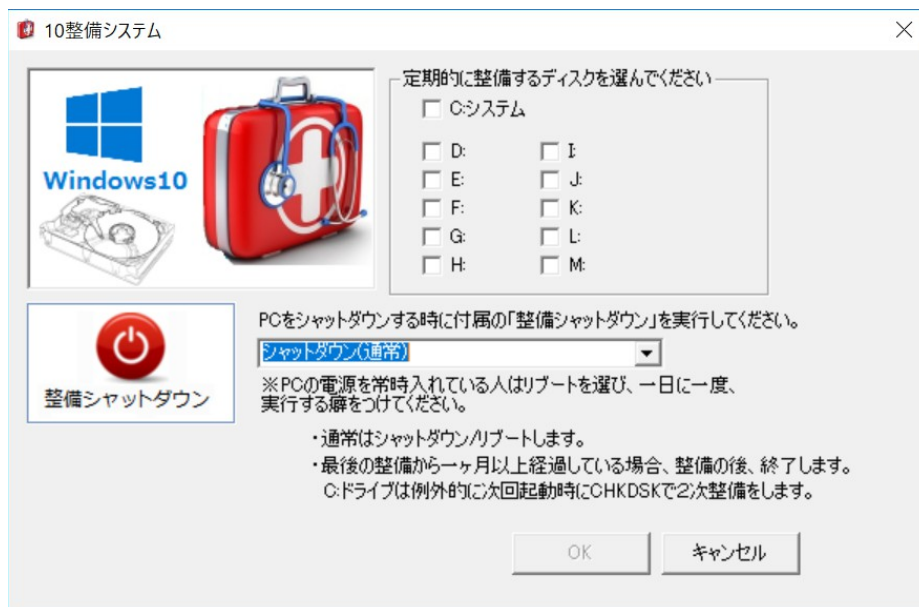 10整備システム
Windows10
定期的に整備するディスクを選んでください
C:システム
D:
I:
E:
J:
F:
K:
G:
L:
H:
M:
整備シャットダウン
PCをシャットダウンする時に付属の「整備シャットダウン」を実行してください。
シャットダウン(通常)
※PCの電源を常時入れている人はリブートを選び、一日に一度、
実行する癖をつけてください。
・通常はシャットダウン/リブートします。
・最後の整備から一ヶ月以上経過している場合、整備の後、終了します。
C:ドライブは例外的に次回起動時にCHKDSKで2次整備をします。
OK
キャンセル